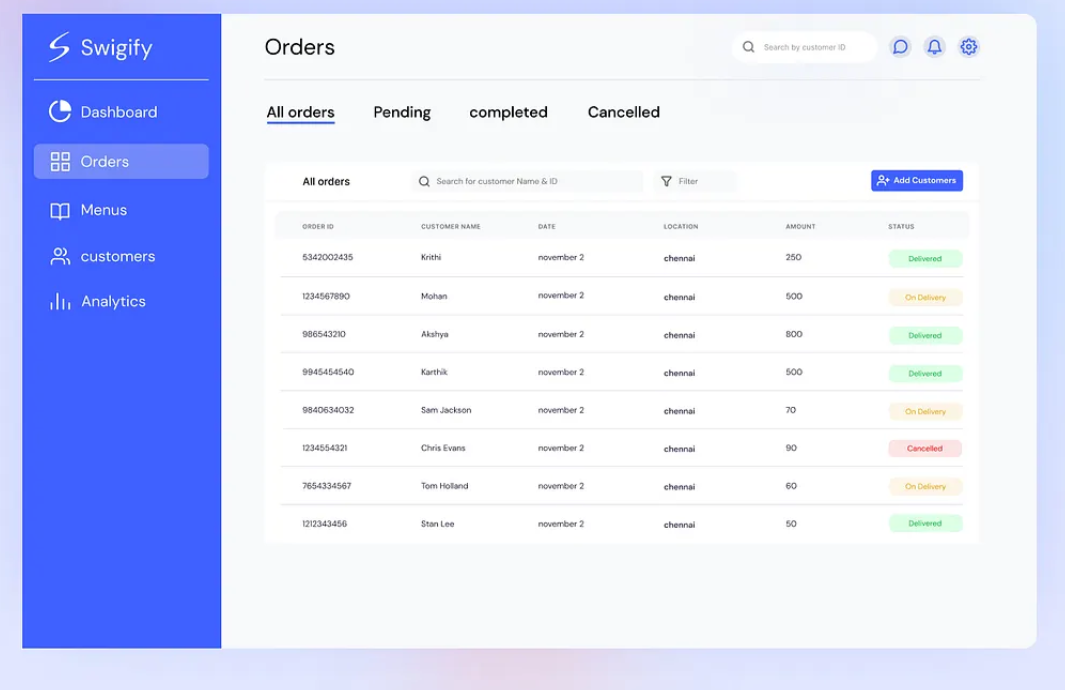 Swigify
Dashboard
Orders
Menus
customers
Analytics
Orders
Search by customer ID
All orders Pending completed Cancelled
All orders Search for customer Name & ID Filter Add Customers
ORDER ID CUSTOMER NAME DATE LOCATION AMOUNT STATUS
5342002435 Krithi november 2 chennai 250 Delivered
1234567890 Mohan november 2 chennai 500 On Delivery
986543210 Akshya november 2 chennai 800 Delivered
9945454540 Karthik november 2 chennai 500 Delivered
9840634032 Sam Jackson november 2 chennai 70 On Delivery
1234554321 Chris Evans november 2 chennai 90 Cancelled
7654334567 Tom Holland november 2 chennai 60 On Delivery
1212343456 Stan Lee november 2 chennai 50 Delivered